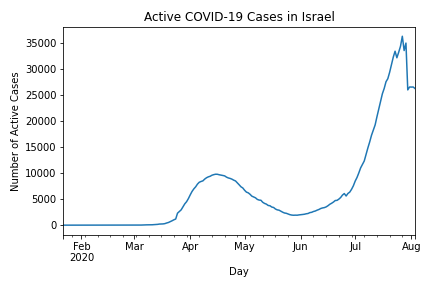 Active COVID-19 Cases in Israel
Number of Active Cases
35000
30000
25000
20000
15000
10000
5000
0
Feb Mar Apr May Jun Jul Aug
2020
Day